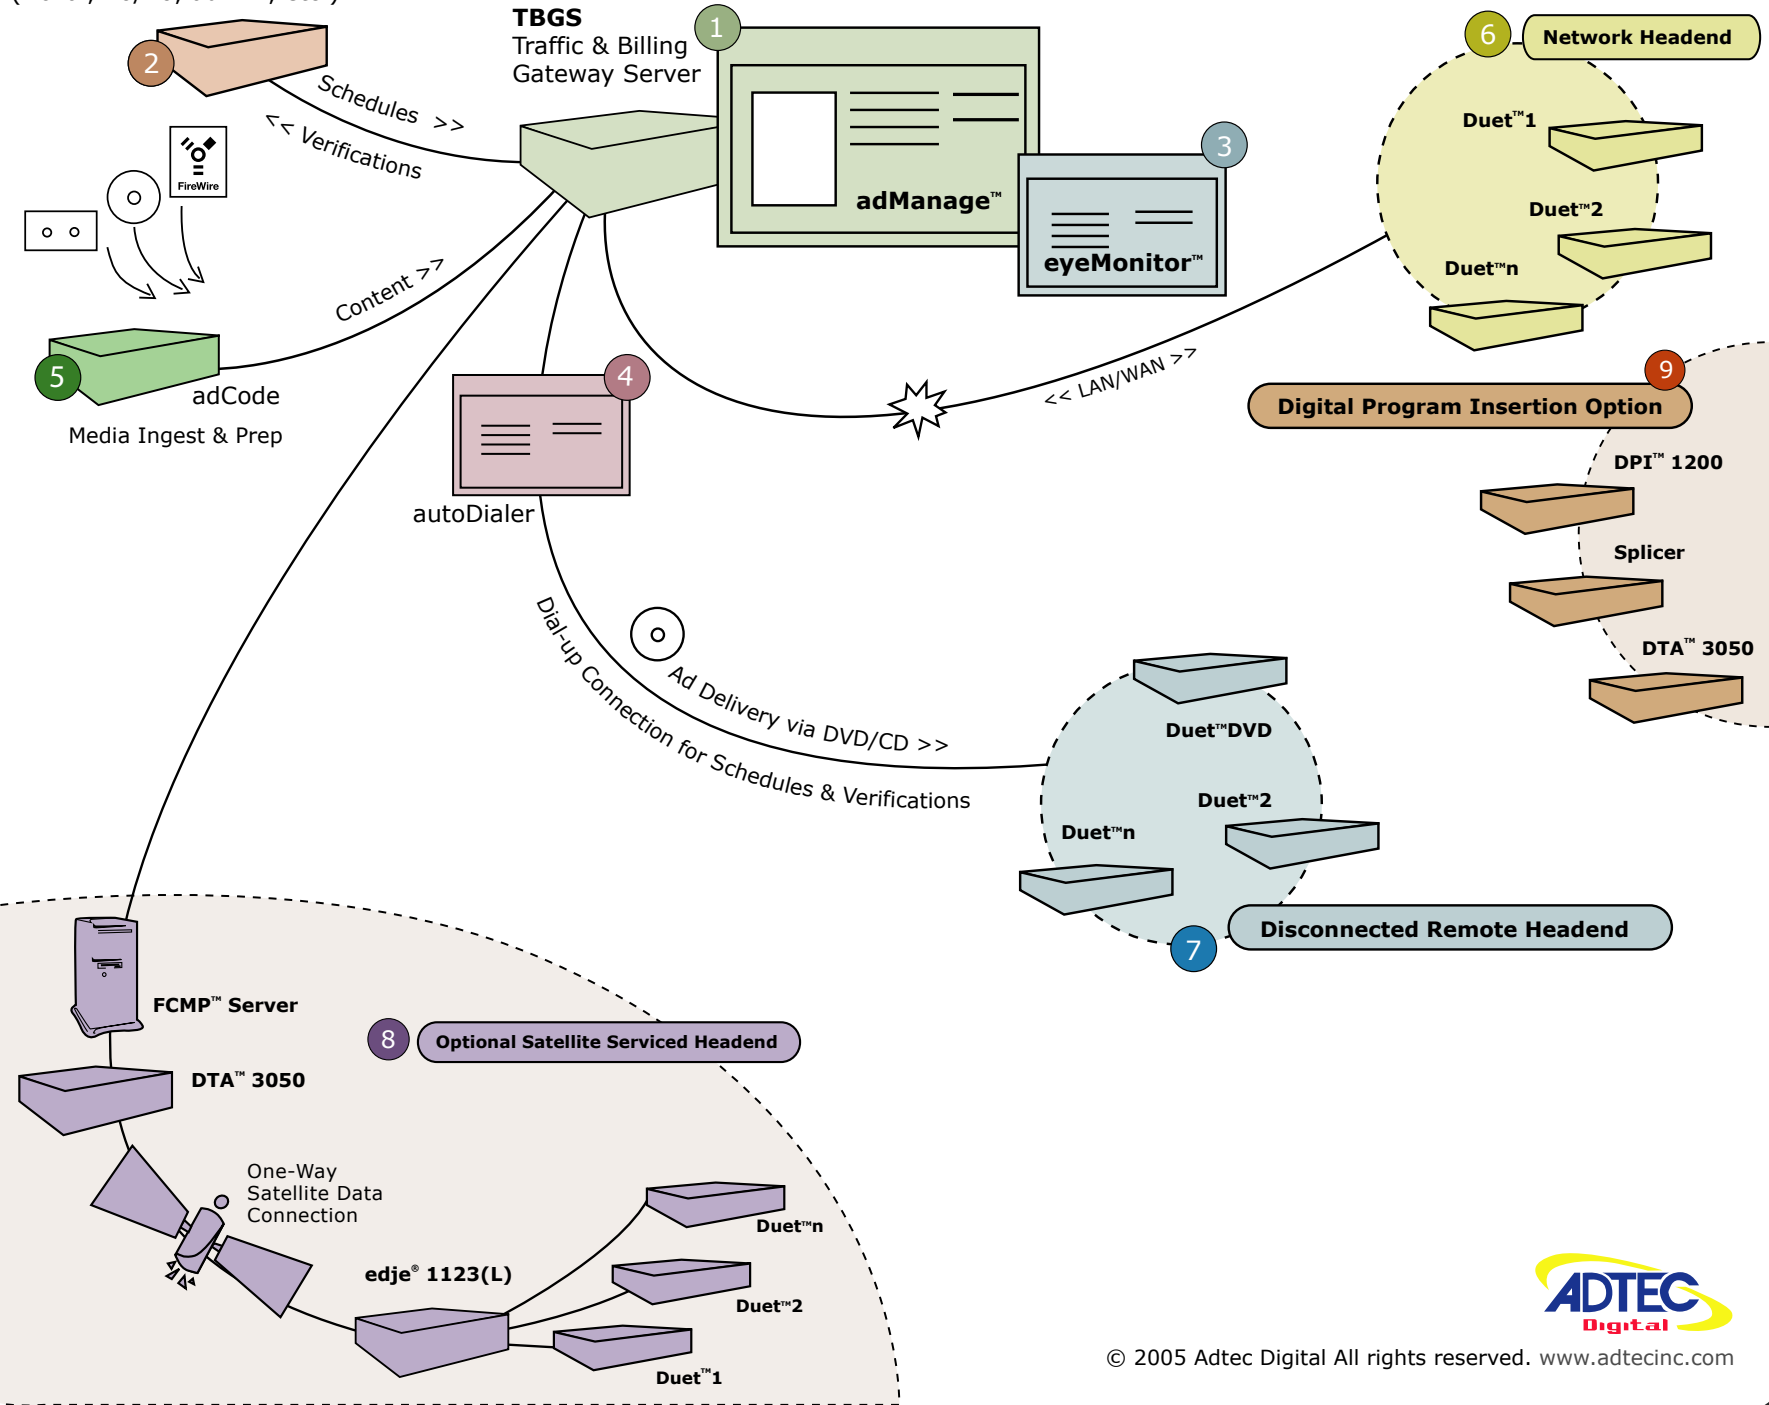 TBGS
Traffic & Billing
Gateway Server
1
2
Schedules >>
<< Verifications
FireWire
adManage™
3
eyeMonitor™
6
Network Headend
Duet™1
Duet™2
Duet™n
Content >>
5
adCode
Media Ingest & Prep
4
autoDialer
<< LAN/WAN >>
9
Digital Program Insertion Option
DPI™ 1200
Splicer
DTA™ 3050
Ad Delivery via DVD/CD >>
Dial-up Connection for Schedules & Verifications
Duet™DVD
Duet™2
Duet™n
7
Disconnected Remote Headend
FCMP™ Server
8
Optional Satellite Serviced Headend
DTA™ 3050
One-Way
Satellite Data
Connection
edje® 1123(L)
Duet™n
Duet™2
Duet™1
ADTEC
Digital
© 2005 Adtec Digital All rights reserved. www.adtecinc.com